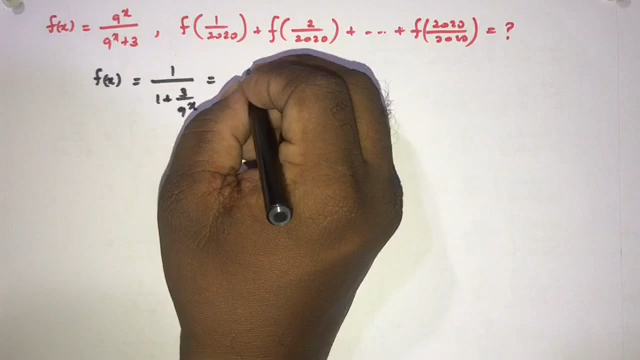 f(x) = 9^x / (9^x + 3) , f(1/2020) + f(2/2020) + ... + f(2020/2020) = ?
f(x) = 1 / (1 + 3/9^x) =